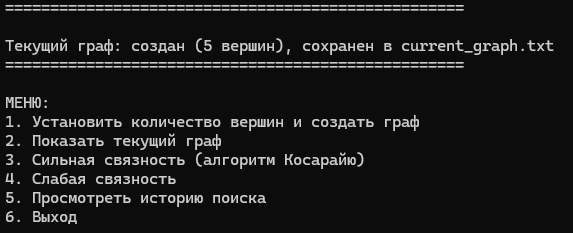 ===================================================
Текущий граф: создан (5 вершин), сохранен в current_graph.txt
===================================================
МЕНЮ:
1. Установить количество вершин и создать граф
2. Показать текущий граф
3. Сильная связность (алгоритм Косарайю)
4. Слабая связность
5. Просмотреть историю поиска
6. Выход